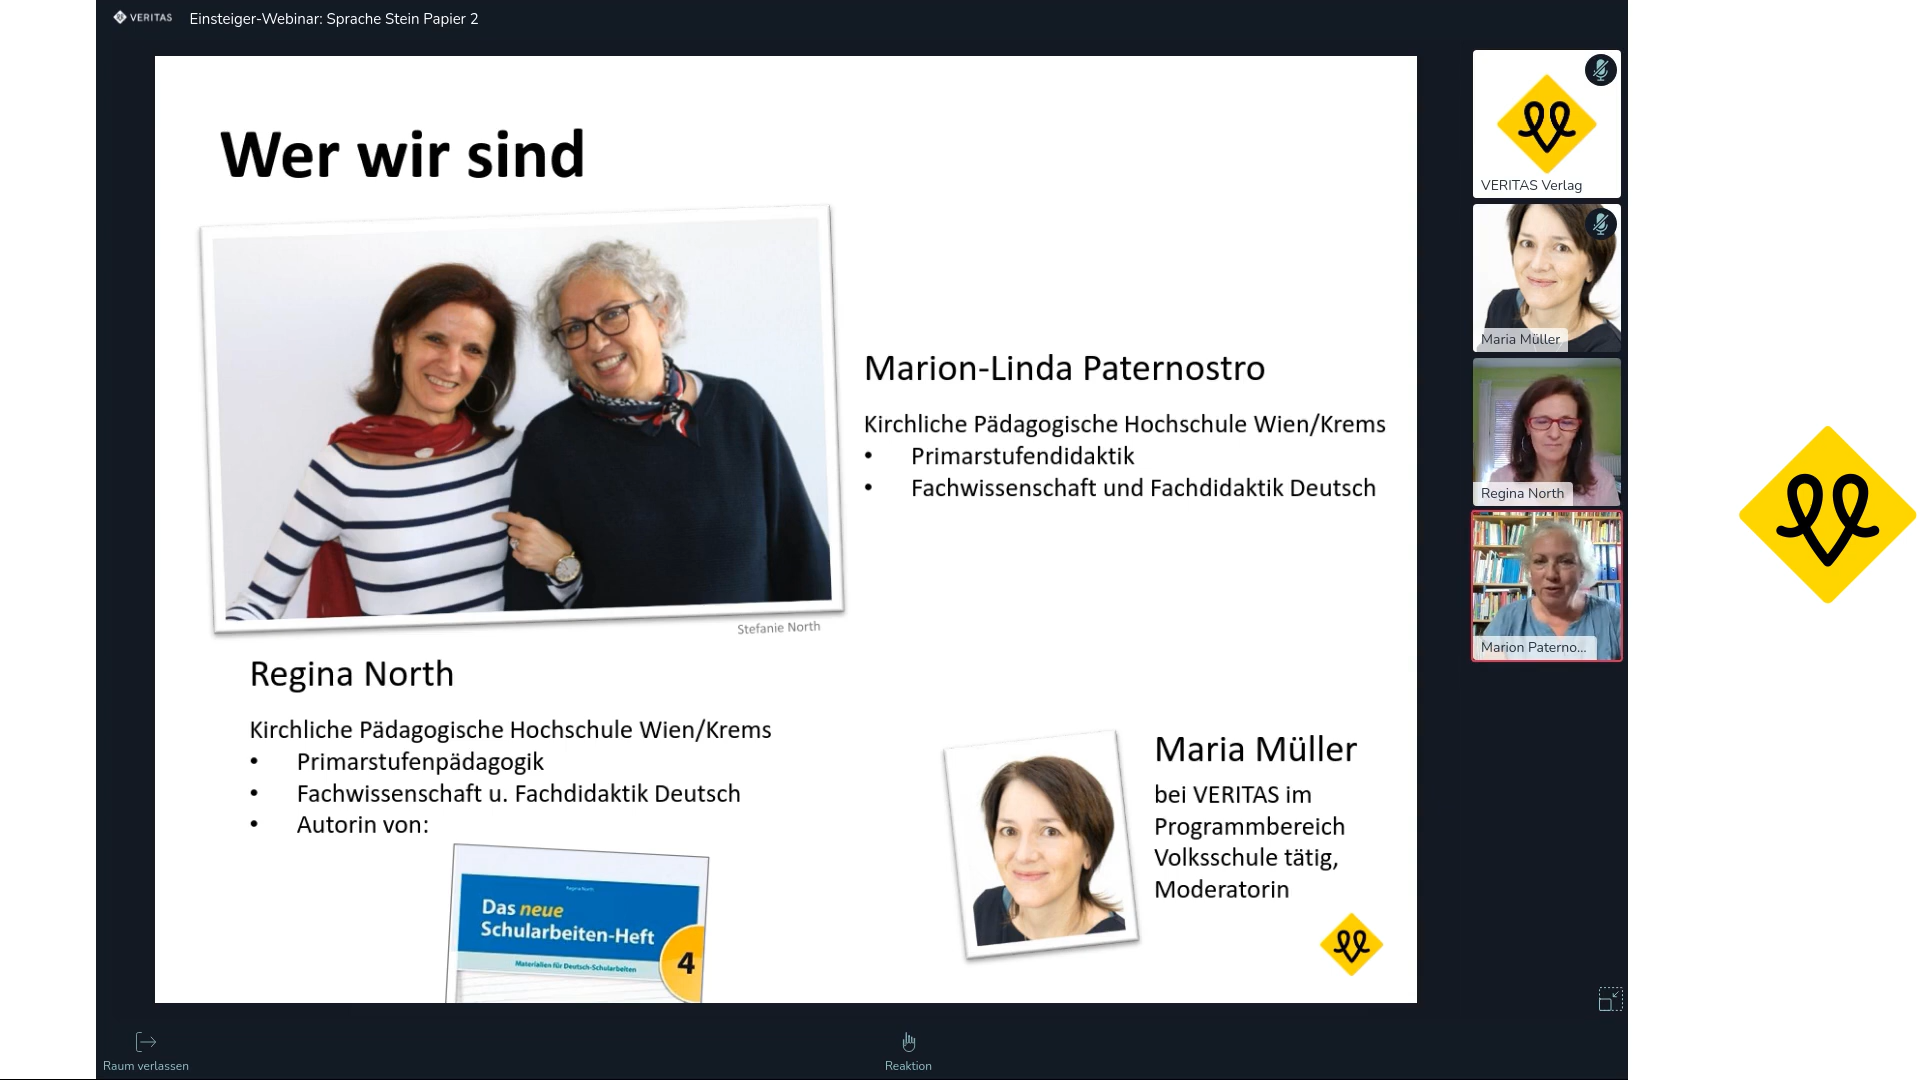 VERITAS
Einsteiger-Webinar: Sprache Stein Papier 2
Wer wir sind
Stefanie North
Marion-Linda Paternostro
Kirchliche Pädagogische Hochschule Wien/Krems
• Primarstufendidaktik
• Fachwissenschaft und Fachdidaktik Deutsch
Regina North
Kirchliche Pädagogische Hochschule Wien/Krems
• Primarstufenpädagogik
• Fachwissenschaft u. Fachdidaktik Deutsch
• Autorin von:
Regina North
Das neue
Schularbeiten-Heft
Materialien für Deutsch-Schularbeiten
4
Maria Müller
bei VERITAS im
Programmbereich
Volksschule tätig,
Moderatorin
VERITAS Verlag
Maria Müller
Regina North
Marion Paterno...
Raum verlassen
Reaktion